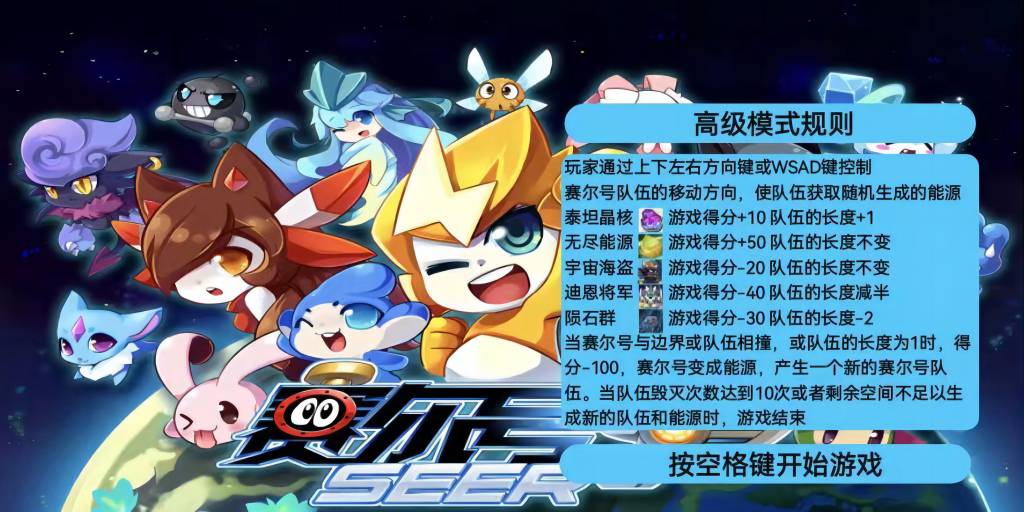 高级模式规则
玩家通过上下左右方向键或WSAD键控制
赛尔号队伍的移动方向，使队伍获取随机生成的能源
泰坦晶核 游戏得分+10 队伍的长度+1
无尽能源 游戏得分+50 队伍的长度不变
宇宙海盗 游戏得分-20 队伍的长度不变
迪恩将军 游戏得分-40 队伍的长度减半
陨石群 游戏得分-30 队伍的长度-2
当赛尔号与边界或队伍相撞，或队伍的长度为1时，得
分-100，赛尔号变成能源，产生一个新的赛尔号队
伍。当队伍毁灭次数达到10次或者剩余空间不足以生
成新的队伍和能源时，游戏结束
赛尔号
SEER
按空格键开始游戏